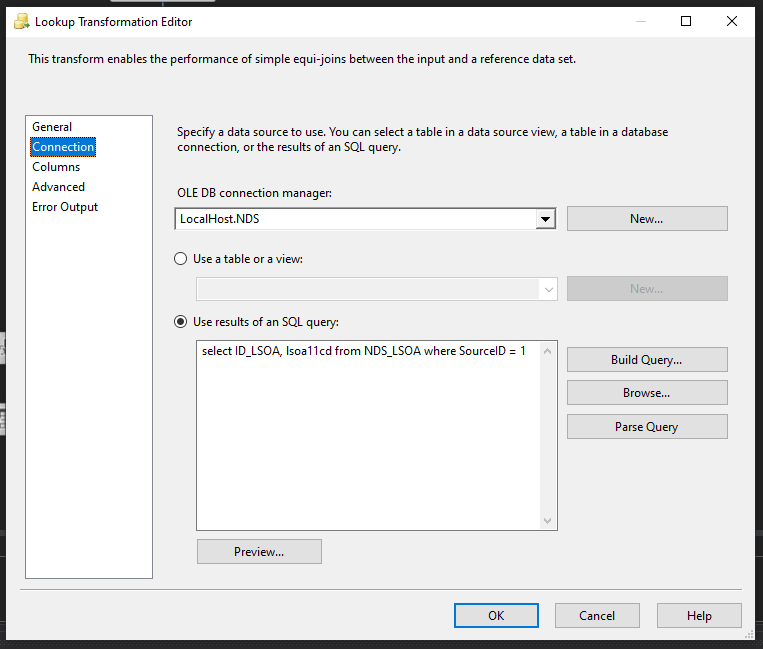 Lookup Transformation Editor
This transform enables the performance of simple equi-joins between the input and a reference data set.
General
Connection
Columns
Advanced
Error Output
Specify a data source to use. You can select a table in a data source view, a table in a database
connection, or the results of an SQL query.
OLE DB connection manager:
LocalHost.NDS
New...
Use a table or a view:
New...
Use results of an SQL query:
select ID_LSOA, lsoa11cd from NDS_LSOA where SourceID = 1
Build Query...
Browse...
Parse Query
Preview...
OK
Cancel
Help